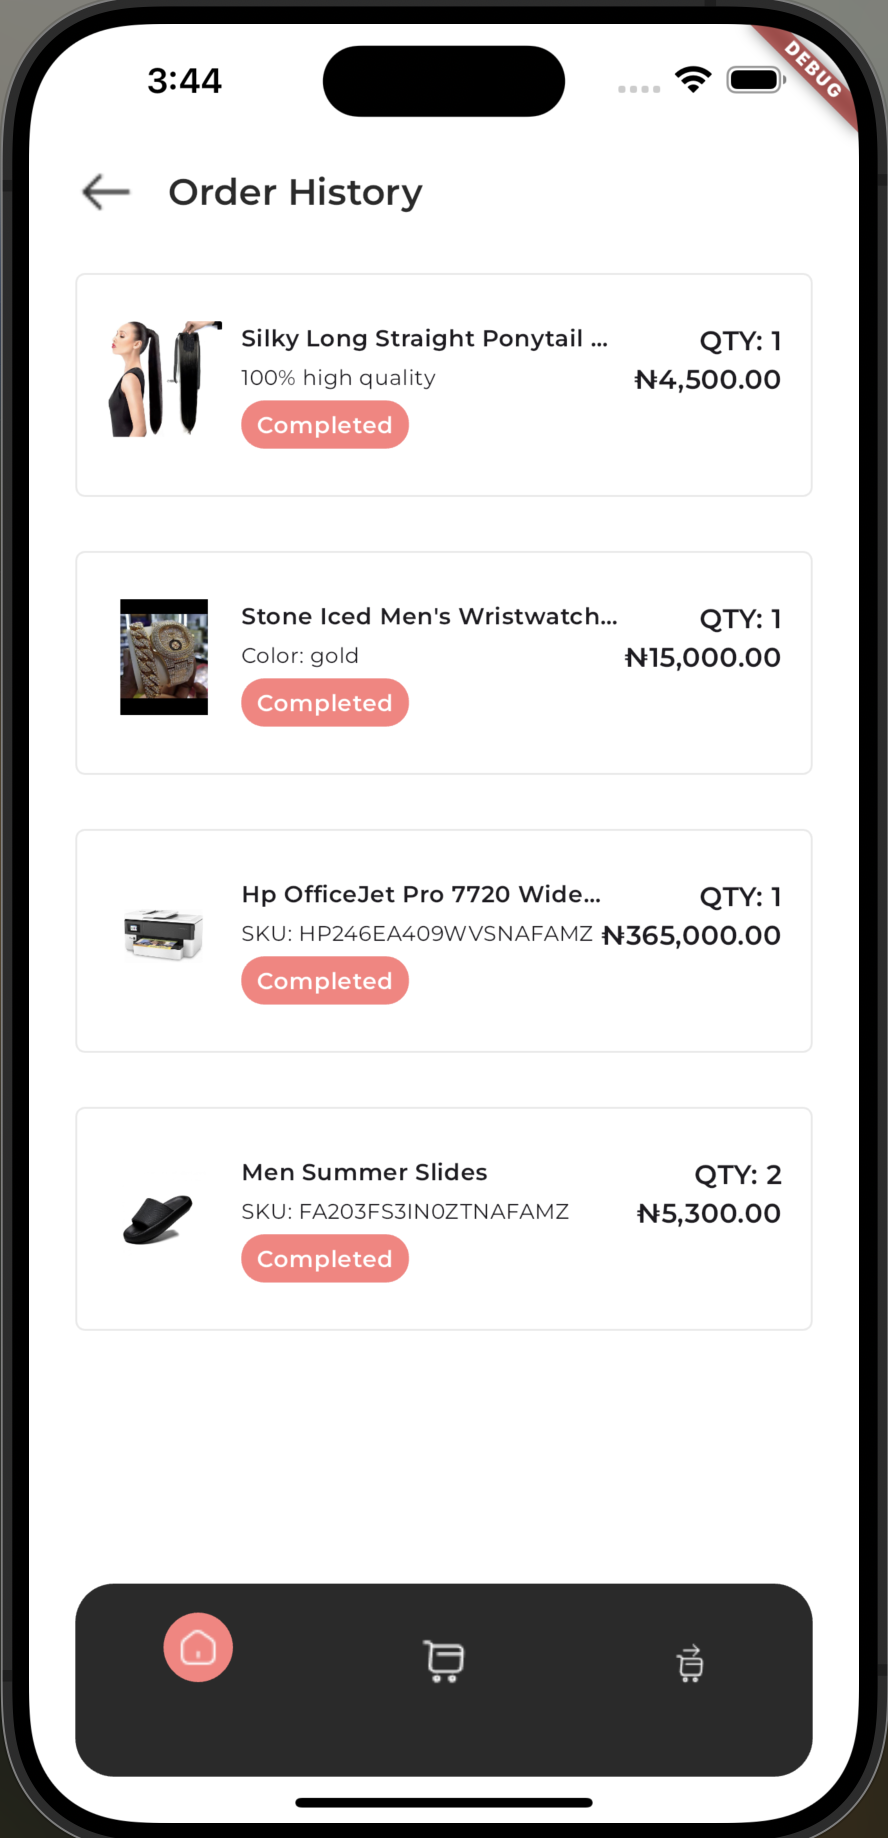 3:44
DEBUG
Order History
Silky Long Straight Ponytail ...
QTY: 1
100% high quality
₦4,500.00
Completed
Stone Iced Men's Wristwatch...
QTY: 1
Color: gold
₦15,000.00
Completed
Hp OfficeJet Pro 7720 Wide...
QTY: 1
SKU: HP246EA409WVSNAFAMZ
₦365,000.00
Completed
Men Summer Slides
QTY: 2
SKU: FA203FS3IN0ZTNAFAMZ
₦5,300.00
Completed